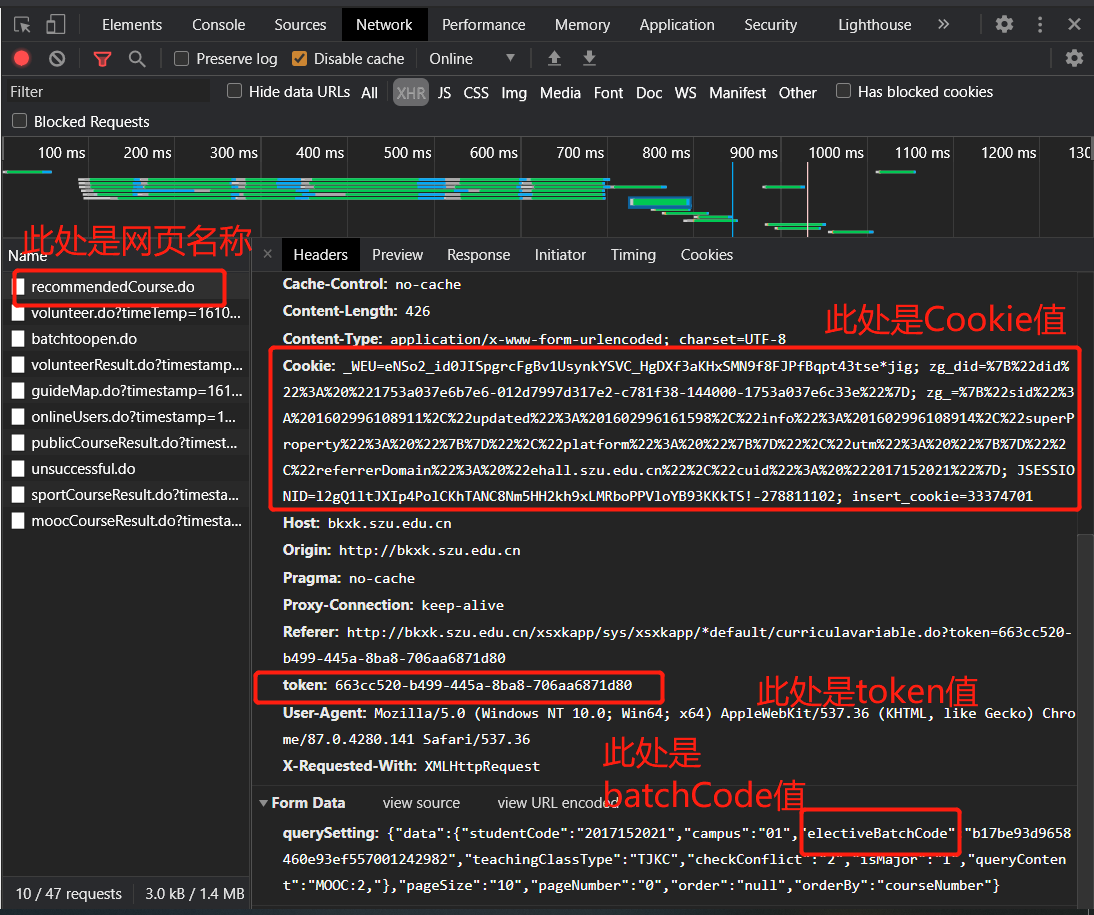 Elements Console Sources Network Performance Memory Application Security Lighthouse »
Preserve log Disable cache Online
Filter Hide data URLs All XHR JS CSS Img Media Font Doc WS Manifest Other Has blocked cookies
Blocked Requests
100 ms 200 ms 300 ms 400 ms 500 ms 600 ms 700 ms 800 ms 900 ms 1000 ms 1100 ms 1200 ms 130
此处是网页名称
Name
recommendedCourse.do
volunteer.do?timeTemp=1610...
batchtoopen.do
volunteerResult.do?timestamp...
guideMap.do?timestamp=161...
onlineUsers.do?timestamp=1...
publicCourseResult.do?timest...
unsuccessful.do
sportCourseResult.do?timesta...
moocCourseResult.do?timesta...
10 / 47 requests 3.0 kB / 1.4 MB
× Headers Preview Response Initiator Timing Cookies
Cache-Control: no-cache
Content-Length: 426
此处是Cookie值
Content-Type: application/x-www-form-urlencoded; charset=UTF-8
Cookie: _WEU=eNSo2_id0JISpgrcFgBv1UsynkYSVC_HgDXf3aKHxSMN9f8FJPfBqpt43tse*jig; zg_did=%7B%22did%
22%3A%20%221753a037e6b7e6-012d7997d317e2-c781f38-144000-1753a037e6c33e%22%7D; zg_=%7B%22sid%22%3
A%201602996108911%2C%22updated%22%3A%201602996161598%2C%22info%22%3A%201602996108914%2C%22superP
roperty%22%3A%20%22%7B%7D%22%2C%22platform%22%3A%20%22%7B%7D%22%2C%22utm%22%3A%20%22%7B%7D%22%2
C%22referrerDomain%22%3A%20%22ehall.szu.edu.cn%22%2C%22cuid%22%3A%20%222017152021%22%7D; JSESSIO
NID=l2gQ1ltJXIp4PolCKhTANC8Nm5HH2kh9xLMRboPPVloYB93KKkTS!-278811102; insert_cookie=33374701
Host: bkxk.szu.edu.cn
Origin: http://bkxk.szu.edu.cn
Pragma: no-cache
Proxy-Connection: keep-alive
Referer: http://bkxk.szu.edu.cn/xsxkapp/sys/xsxkapp/*default/curriculavariable.do?token=663cc520-
b499-445a-8ba8-706aa6871d80
token: 663cc520-b499-445a-8ba8-706aa6871d80
此处是token值
User-Agent: Mozilla/5.0 (Windows NT 10.0; Win64; x64) AppleWebKit/537.36 (KHTML, like Gecko) Chro
me/87.0.4280.141 Safari/537.36
X-Requested-With: XMLHttpRequest
此处是
batchCode值
Form Data view source view URL encoded
querySetting: {"data":{"studentCode":"2017152021","campus":"01","electiveBatchCode":"b17be93d9658
460e93ef557001242982","teachingClassType":"TJKC","checkConflict":"2","isMajor":"1","queryConten
t":"MOOC:2,"},"pageSize":"10","pageNumber":"0","order":"null","orderBy":"courseNumber"}